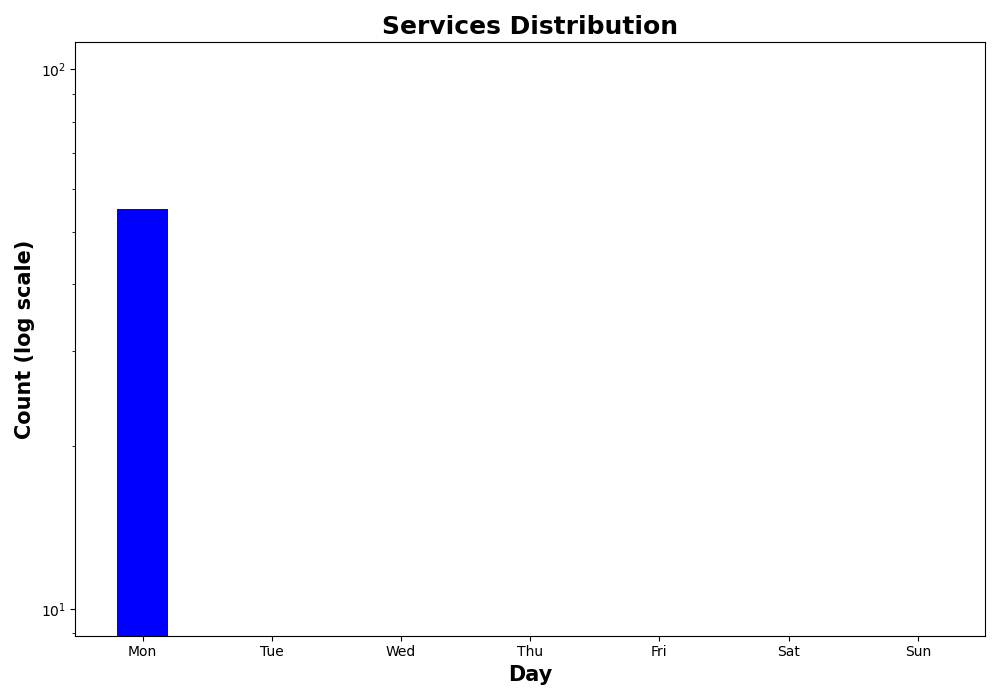 Services Distribution
Count (log scale)
10²
10¹
Mon Tue Wed Thu Fri Sat Sun
Day